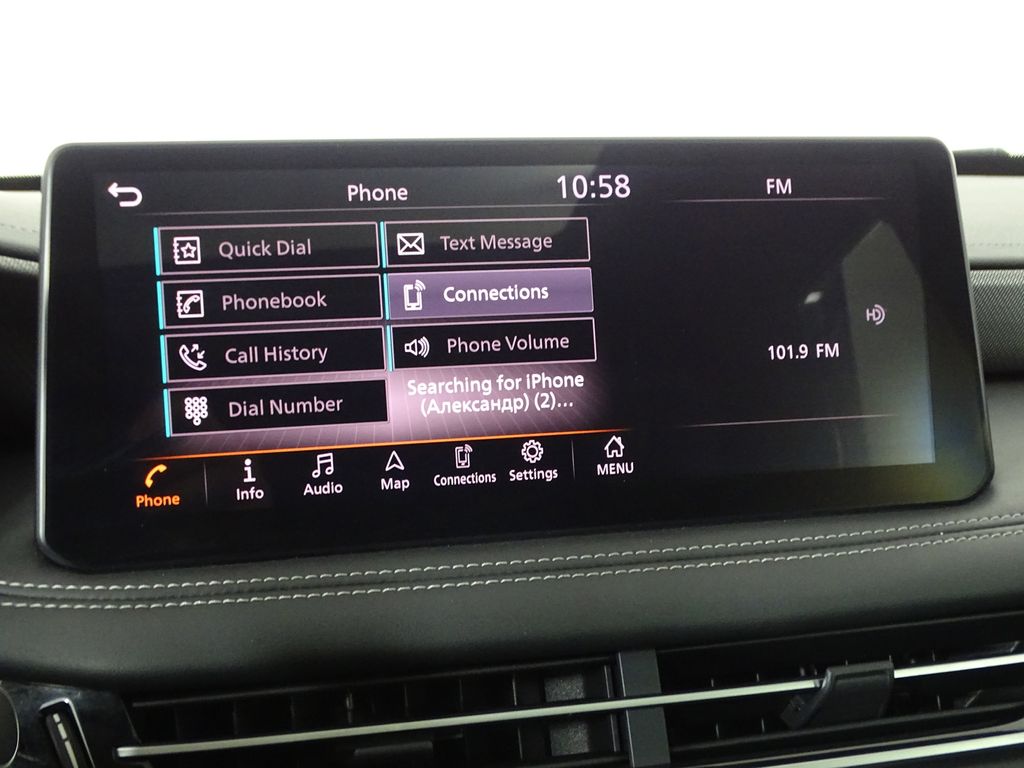 Phone
10:58
FM
Quick Dial
Text Message
Phonebook
Connections
Call History
Phone Volume
Dial Number
Searching for iPhone
(Александр) (2)...
HD
101.9 FM
Phone
Info
Audio
Map
Connections
Settings
MENU